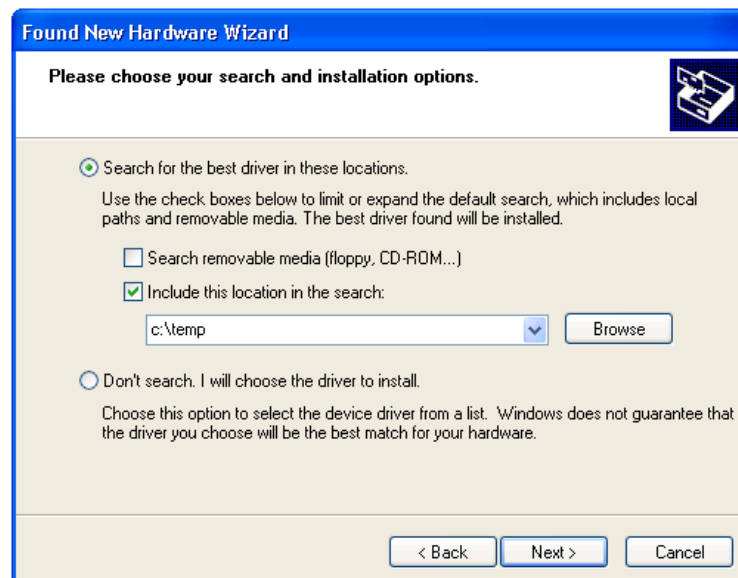 Found New Hardware Wizard
Please choose your search and installation options.
Search for the best driver in these locations.
Use the check boxes below to limit or expand the default search, which includes local
paths and removable media. The best driver found will be installed.
Search removable media (floppy, CD-ROM...)
Include this location in the search:
c:\temp
Browse
Don't search. I will choose the driver to install.
Choose this option to select the device driver from a list. Windows does not guarantee that
the driver you choose will be the best match for your hardware.
< Back
Next >
Cancel